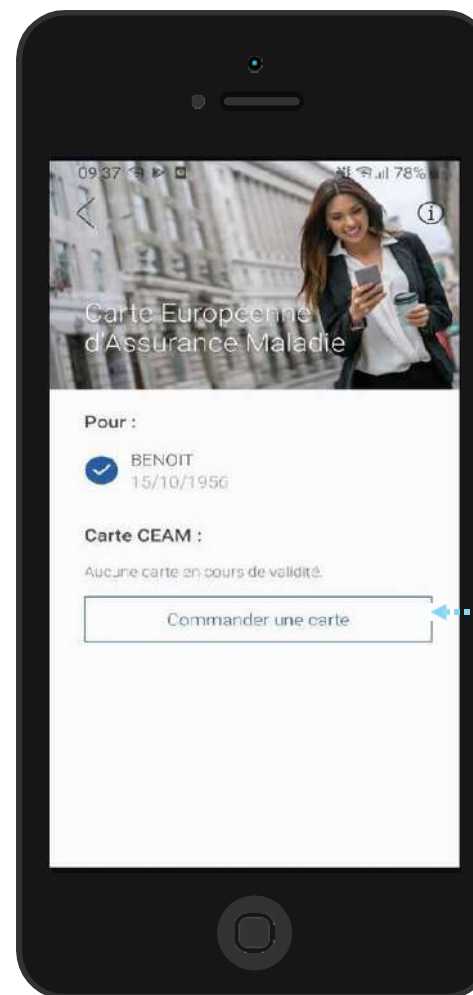 09:37
78%
Carte Européenne
d'Assurance Maladie
Pour :
BENOIT
15/10/1956
Carte CEAM :
Aucune carte en cours de validité.
Commander une carte